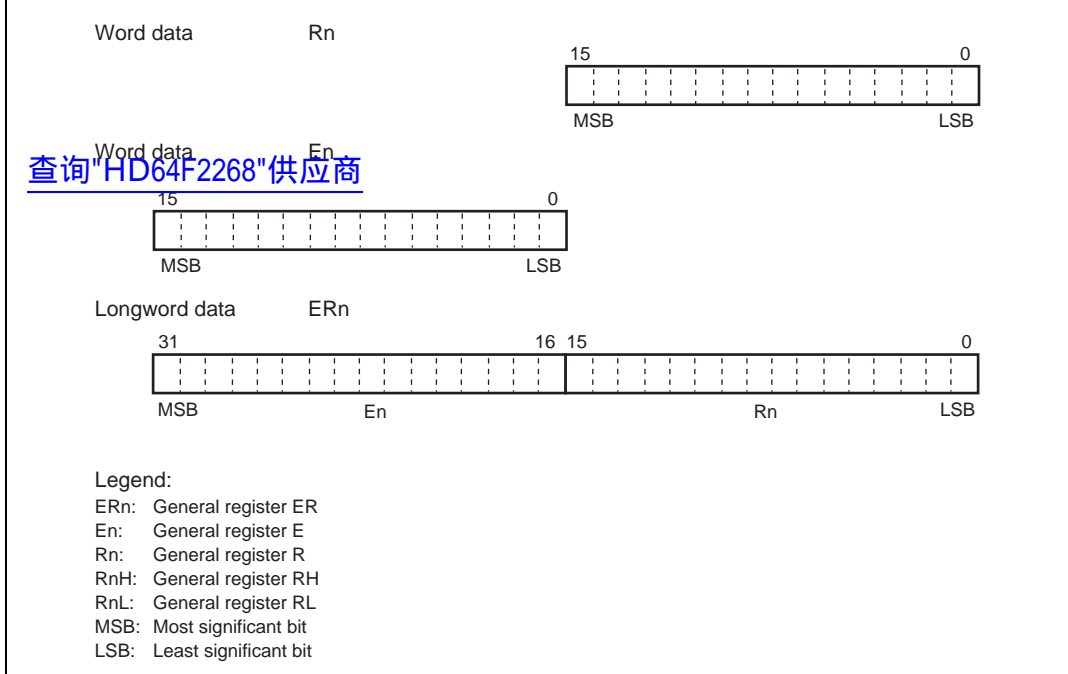 Word data Rn
15 0
MSB LSB
Word data En
查询"HD64F2268"供应商
15 0
MSB LSB
Longword data ERn
31 16 15 0
MSB En Rn LSB
Legend:
ERn: General register ER
En: General register E
Rn: General register R
RnH: General register RH
RnL: General register RL
MSB: Most significant bit
LSB: Least significant bit